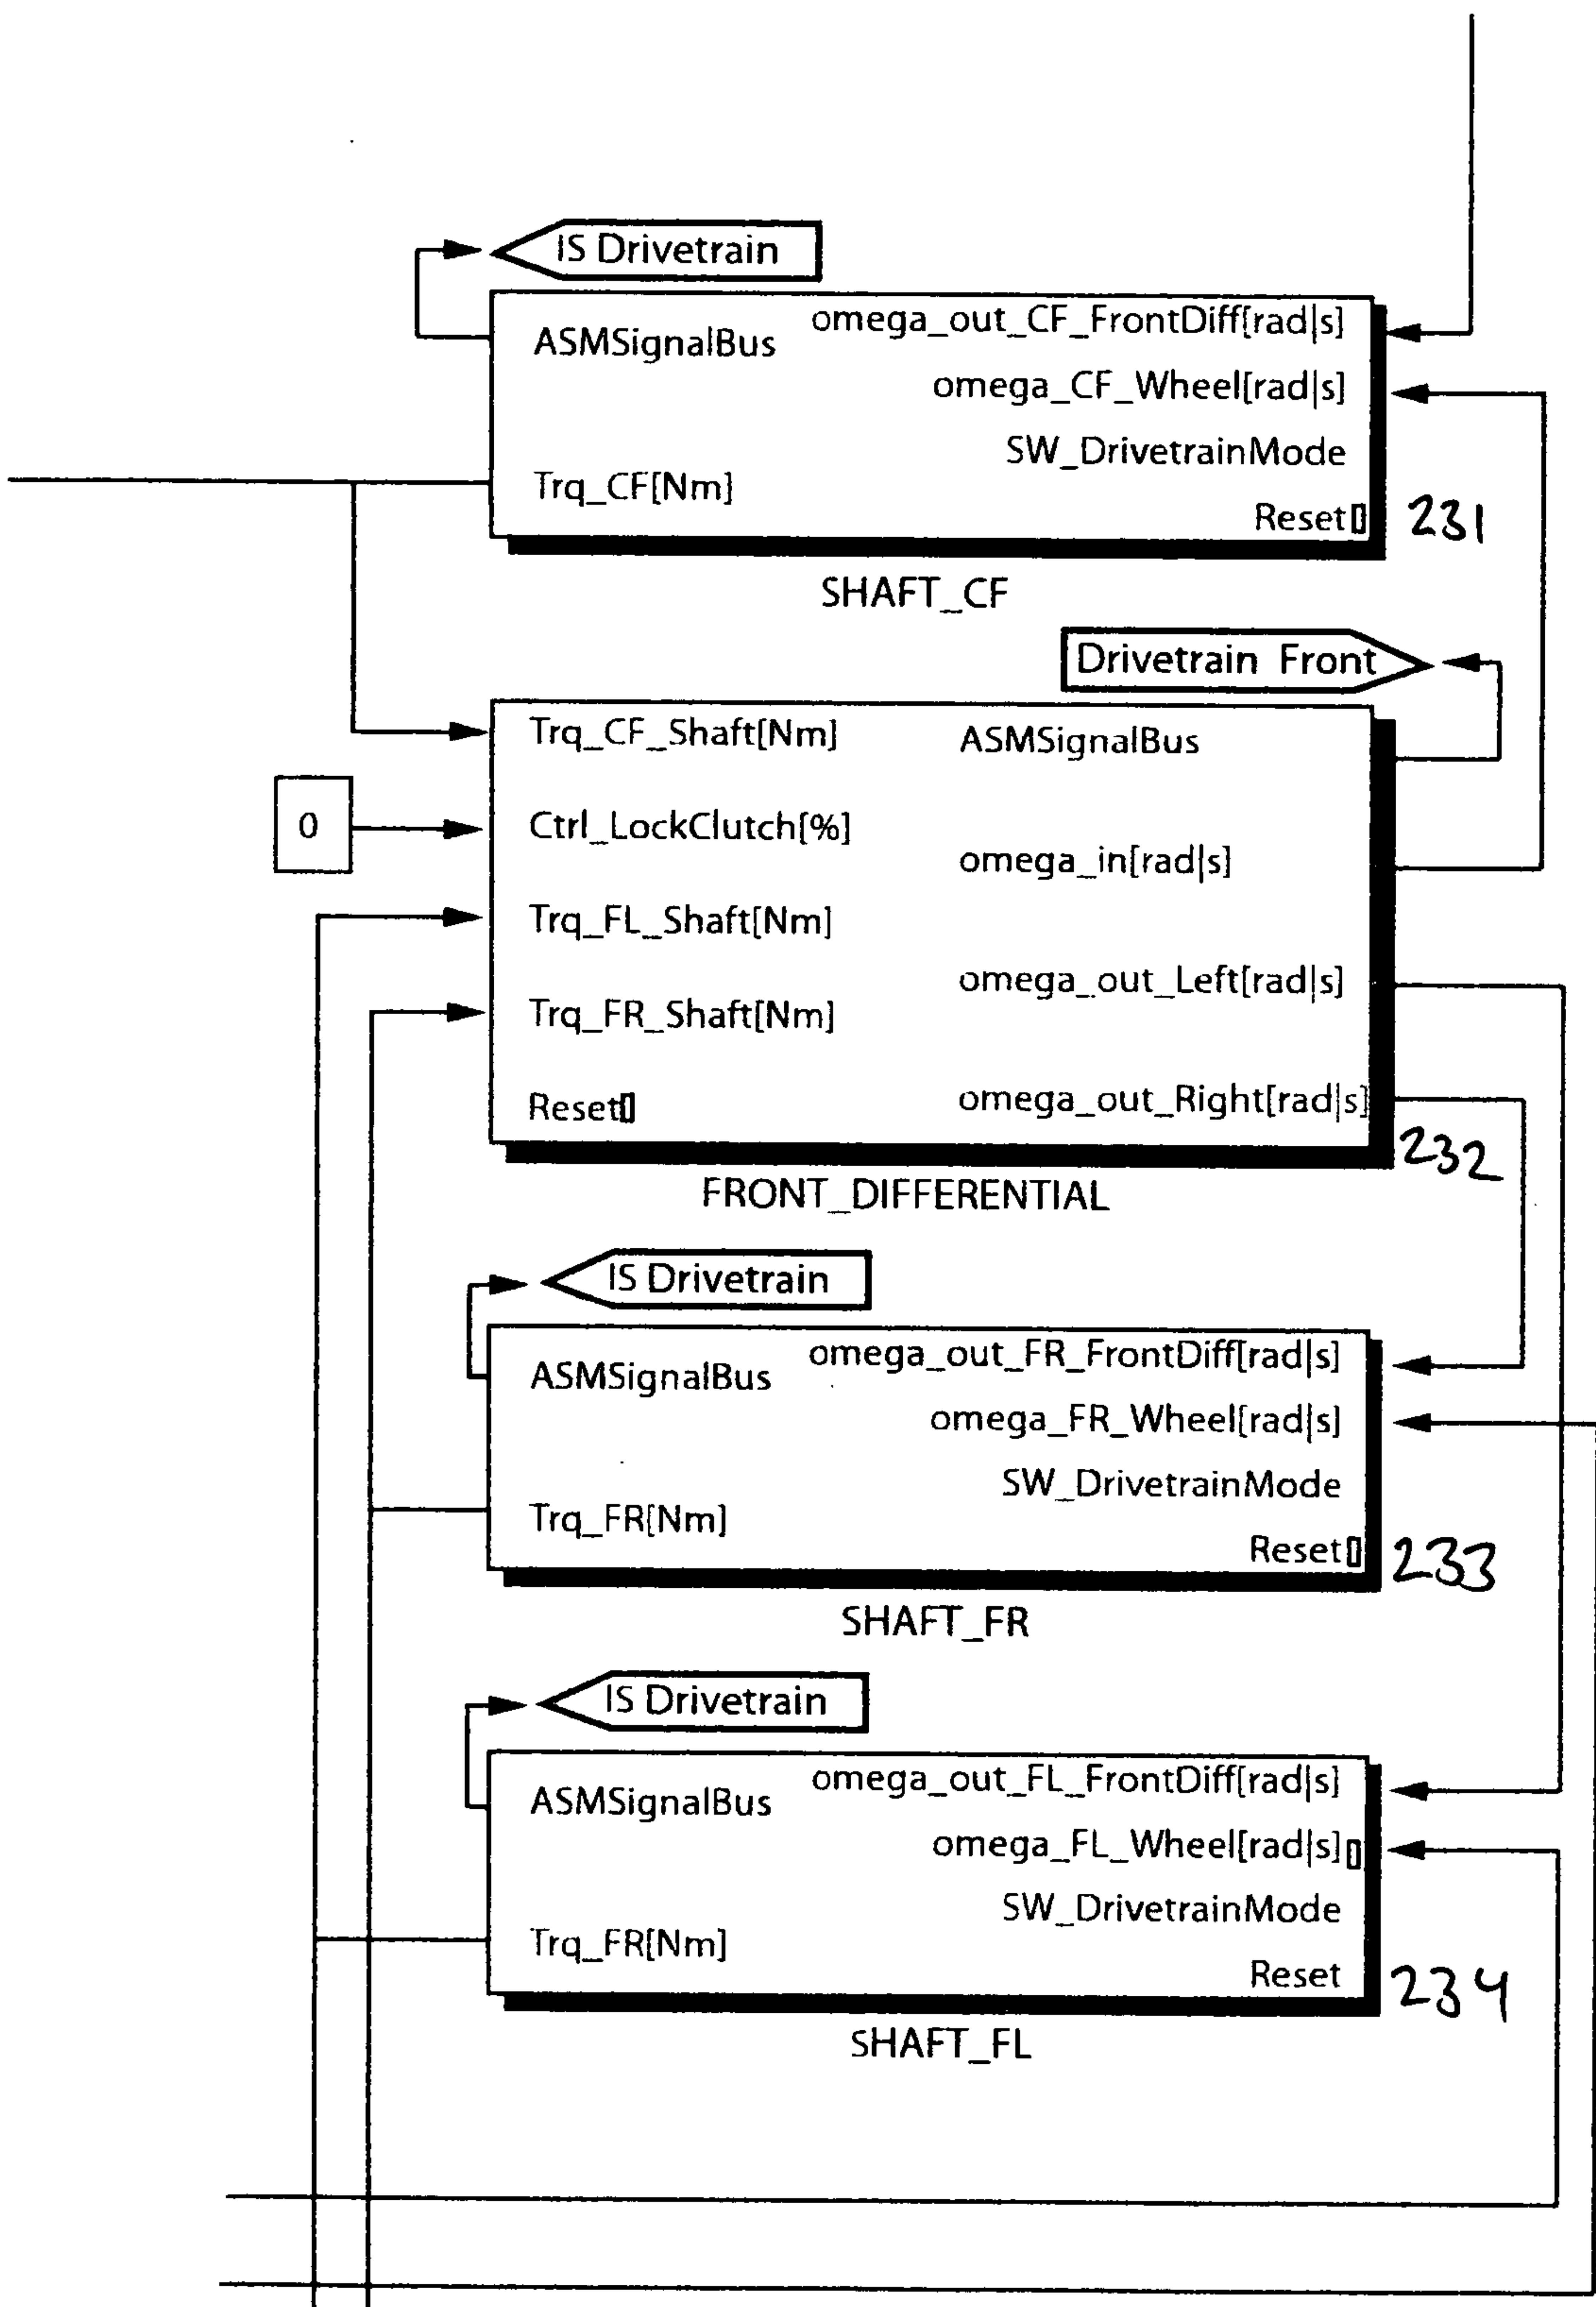 IS Drivetrain
ASMSignalBus
omega_out_CF_FrontDiff[rad|s]
omega_CF_Wheel[rad|s]
SW_DrivetrainMode
Trq_CF[Nm]
Reset
231
SHAFT_CF
Drivetrain Front
Trq_CF_Shaft[Nm]
ASMSignalBus
0
Ctrl_LockClutch[%]
omega_in[rad|s]
Trq_FL_Shaft[Nm]
omega_out_Left[rad|s]
Trq_FR_Shaft[Nm]
Reset
omega_out_Right[rad|s]
232
FRONT_DIFFERENTIAL
IS Drivetrain
ASMSignalBus
omega_out_FR_FrontDiff[rad|s]
omega_FR_Wheel[rad|s]
SW_DrivetrainMode
Trq_FR[Nm]
Reset
233
SHAFT_FR
IS Drivetrain
ASMSignalBus
omega_out_FL_FrontDiff[rad|s]
omega_FL_Wheel[rad|s]
SW_DrivetrainMode
Trq_FR[Nm]
Reset
234
SHAFT_FL